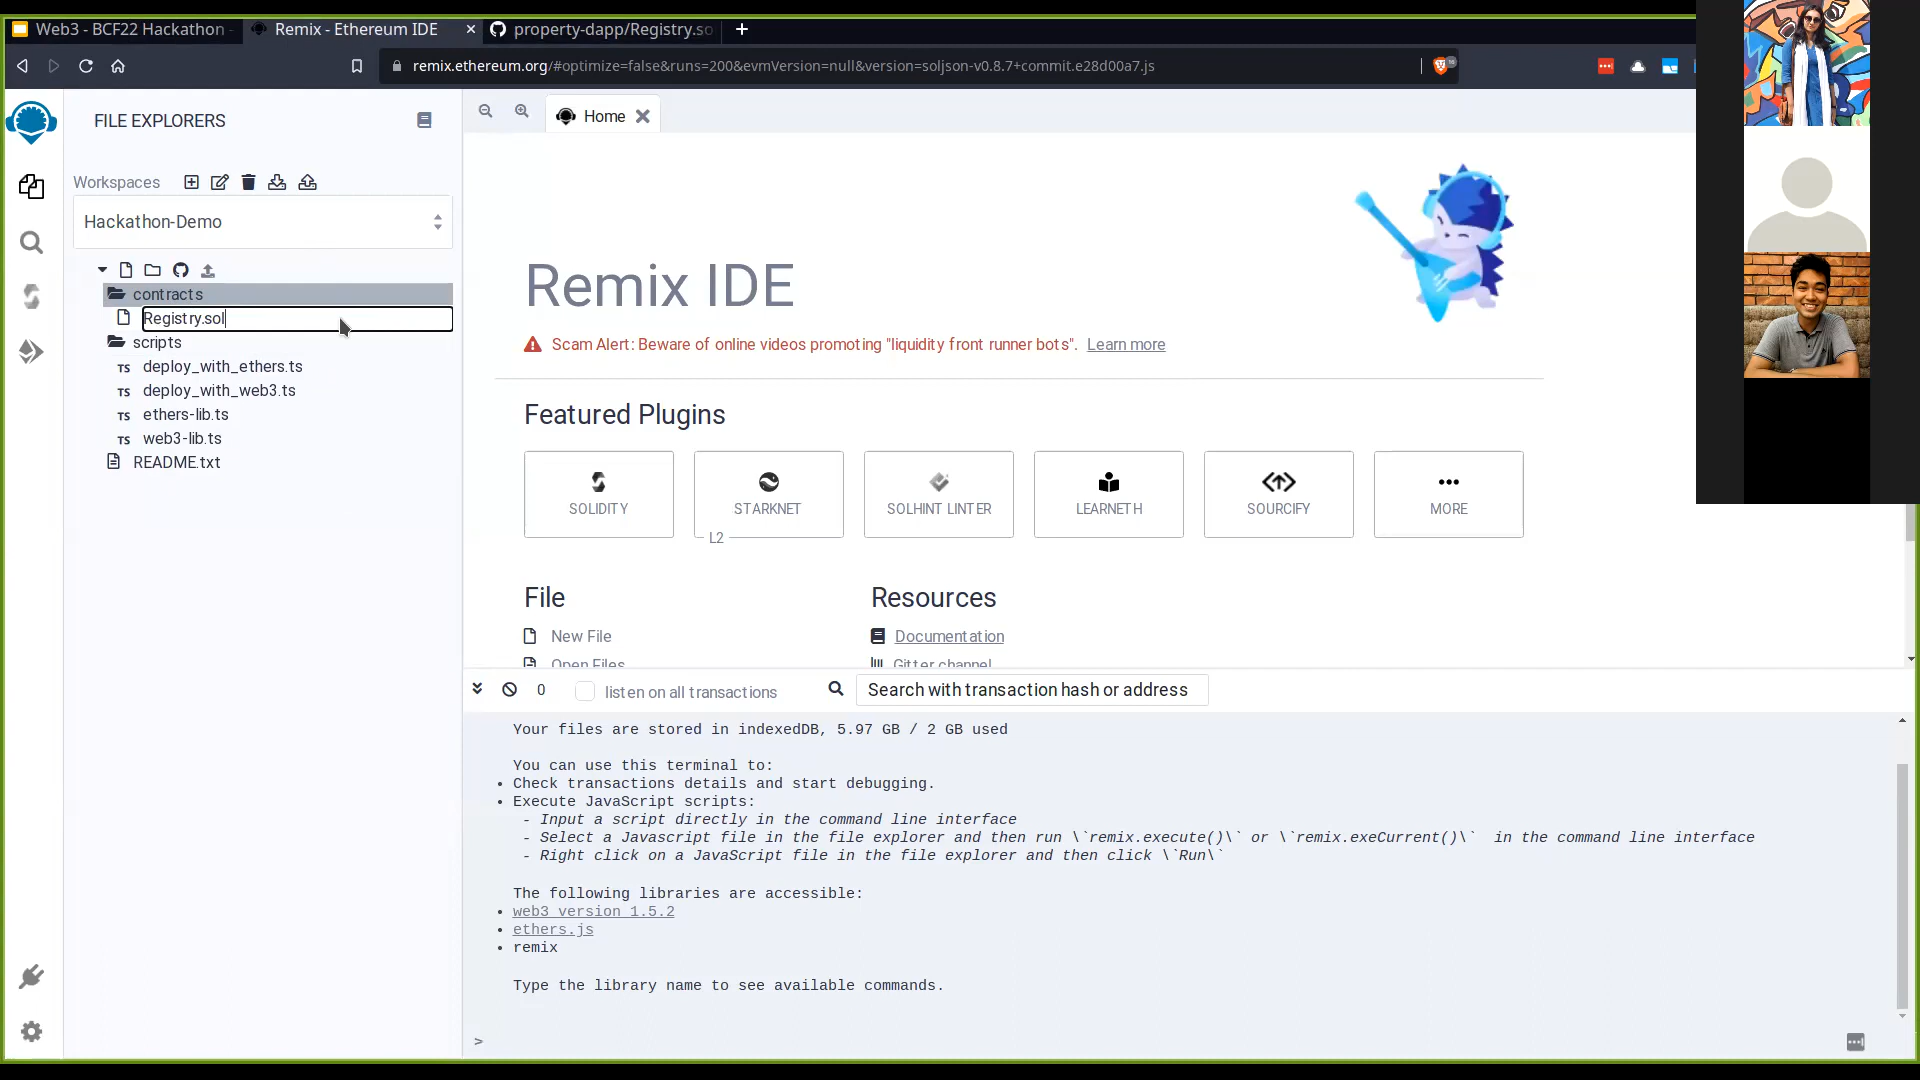 Web3 - BCF22 Hackathon -
Remix - Ethereum IDE
property-dapp/Registry.so
remix.ethereum.org/#optimize=false&runs=200&evmVersion=null&version=soljson-v0.8.7+commit.e28d00a7.js
FILE EXPLORERS
Workspaces
Hackathon-Demo
contracts
Registry.sol
scripts
TS deploy_with_ethers.ts
TS deploy_with_web3.ts
TS ethers-lib.ts
TS web3-lib.ts
README.txt
Home
Remix IDE
Scam Alert: Beware of online videos promoting "liquidity front runner bots". Learn more
Featured Plugins
SOLIDITY
STARKNET
L2
SOLHINT LINTER
LEARNETH
SOURCIFY
MORE
File
New File
Open Files
Resources
Documentation
Gitter channel
0
listen on all transactions
Search with transaction hash or address
Your files are stored in indexedDB, 5.97 GB / 2 GB used
You can use this terminal to:
• Check transactions details and start debugging.
• Execute JavaScript scripts:
- Input a script directly in the command line interface
- Select a Javascript file in the file explorer and then run \`remix.execute()\` or \`remix.exeCurrent()\` in the command line interface
- Right click on a JavaScript file in the file explorer and then click \`Run\`
The following libraries are accessible:
• web3 version 1.5.2
• ethers.js
• remix
Type the library name to see available commands.
>